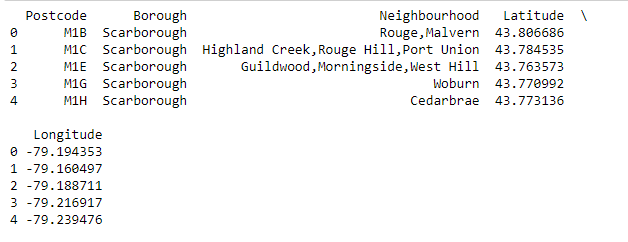 Postcode Borough Neighbourhood Latitude \
0 M1B Scarborough Rouge,Malvern 43.806686
1 M1C Scarborough Highland Creek,Rouge Hill,Port Union 43.784535
2 M1E Scarborough Guildwood,Morningside,West Hill 43.763573
3 M1G Scarborough Woburn 43.770992
4 M1H Scarborough Cedarbrae 43.773136
Longitude
0 -79.194353
1 -79.160497
2 -79.188711
3 -79.216917
4 -79.239476